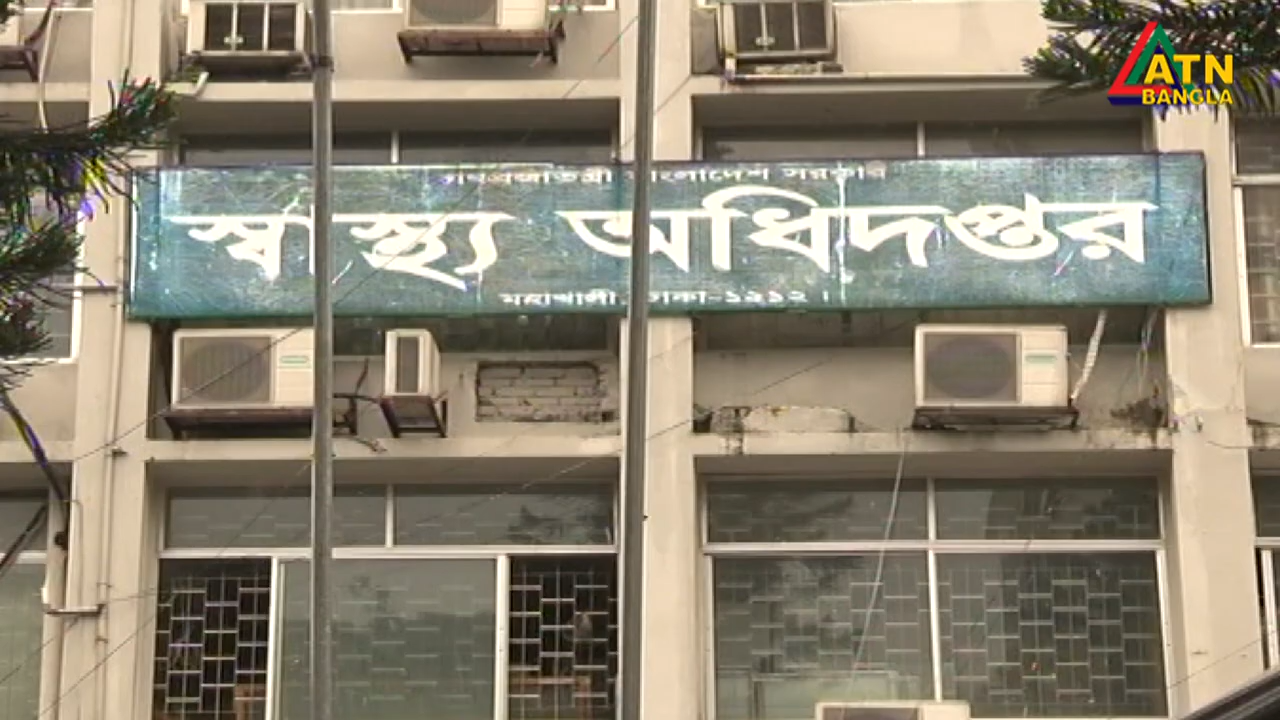 গণপ্রজাতন্ত্রী বাংলাদেশ সরকার
স্বাস্থ্য অধিদপ্তর
মহাখালী, ঢাকা-১২১২ ।
ATN
BANGLA